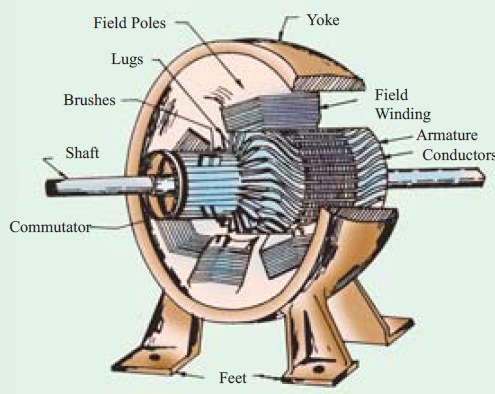 Field Poles
Yoke
Lugs
Brushes
Field
Winding
Armature
Shaft
Conductors
Commutator
Feet